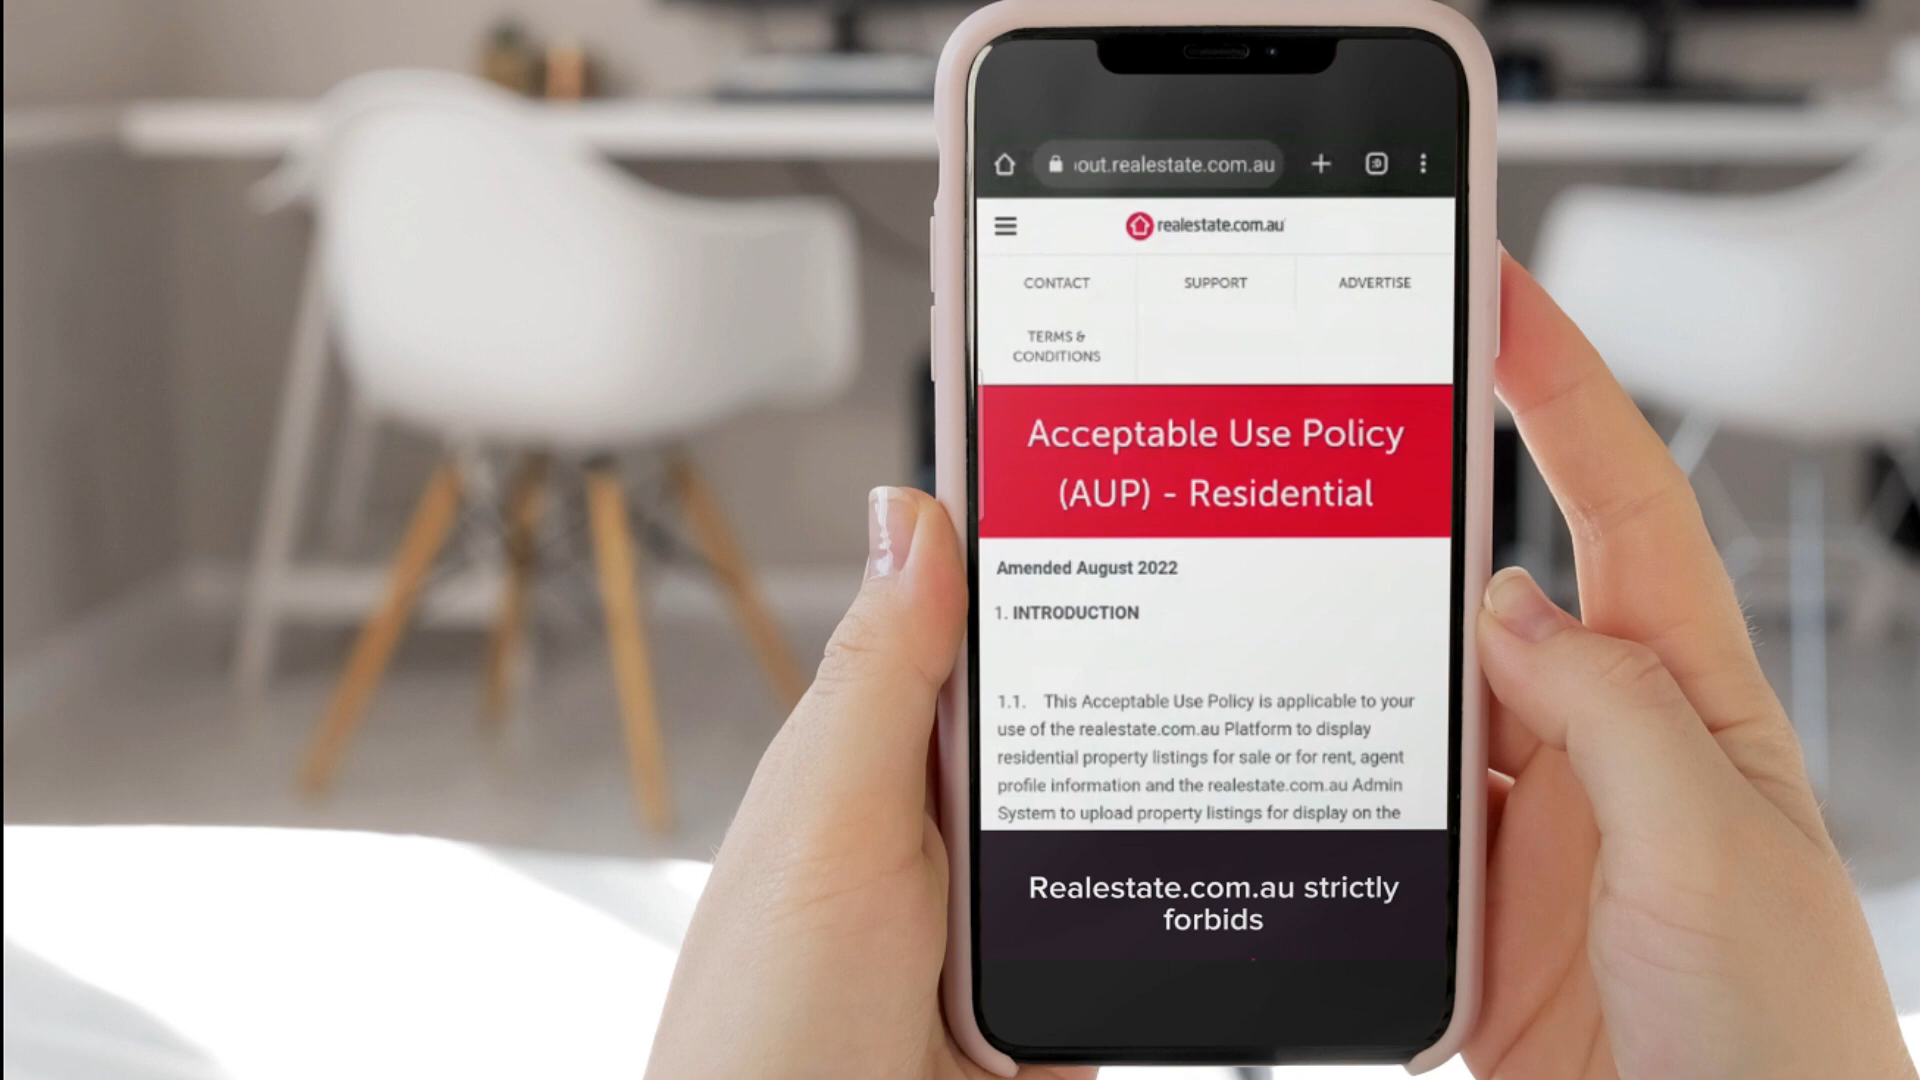 out.realestate.com.au
realestate.com.au
CONTACT
SUPPORT
ADVERTISE
TERMS &
CONDITIONS
Acceptable Use Policy
(AUP) - Residential
Amended August 2022
1. INTRODUCTION
1.1. This Acceptable Use Policy is applicable to your
use of the realestate.com.au Platform to display
residential property listings for sale or for rent, agent
profile information and the realestate.com.au Admin
System to upload property listings for display on the
Realestate.com.au strictly
forbids